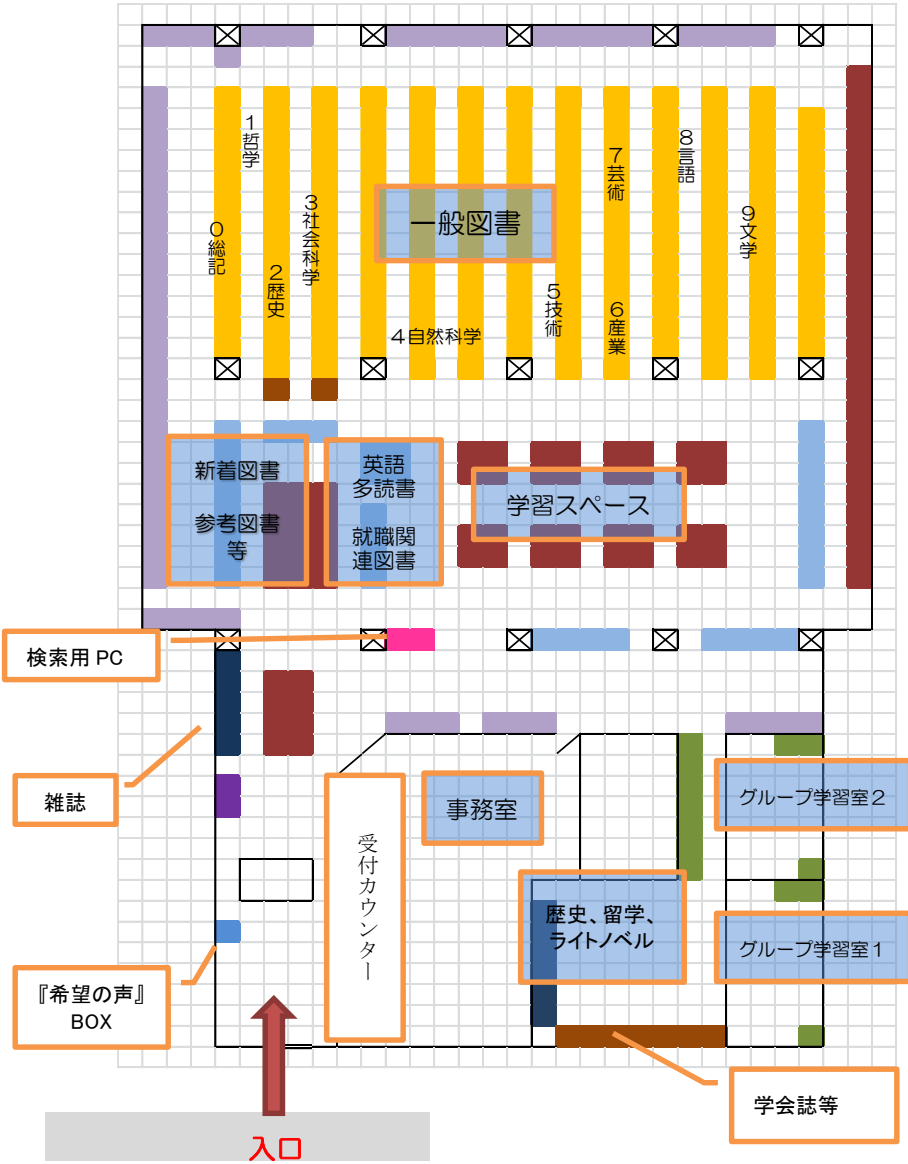 1哲学
7芸術
8言語
3社会科学
一般図書
9文学
0総記
2歴史
5技術
6産業
4自然科学
新着図書
参考図書
等
英語
多読書
就職関
連図書
学習スペース
検索用 PC
雑誌
事務室
グループ学習室2
受付カウンター
歴史、留学、
ライトノベル
グループ学習室1
『希望の声』
BOX
学会誌等
入口